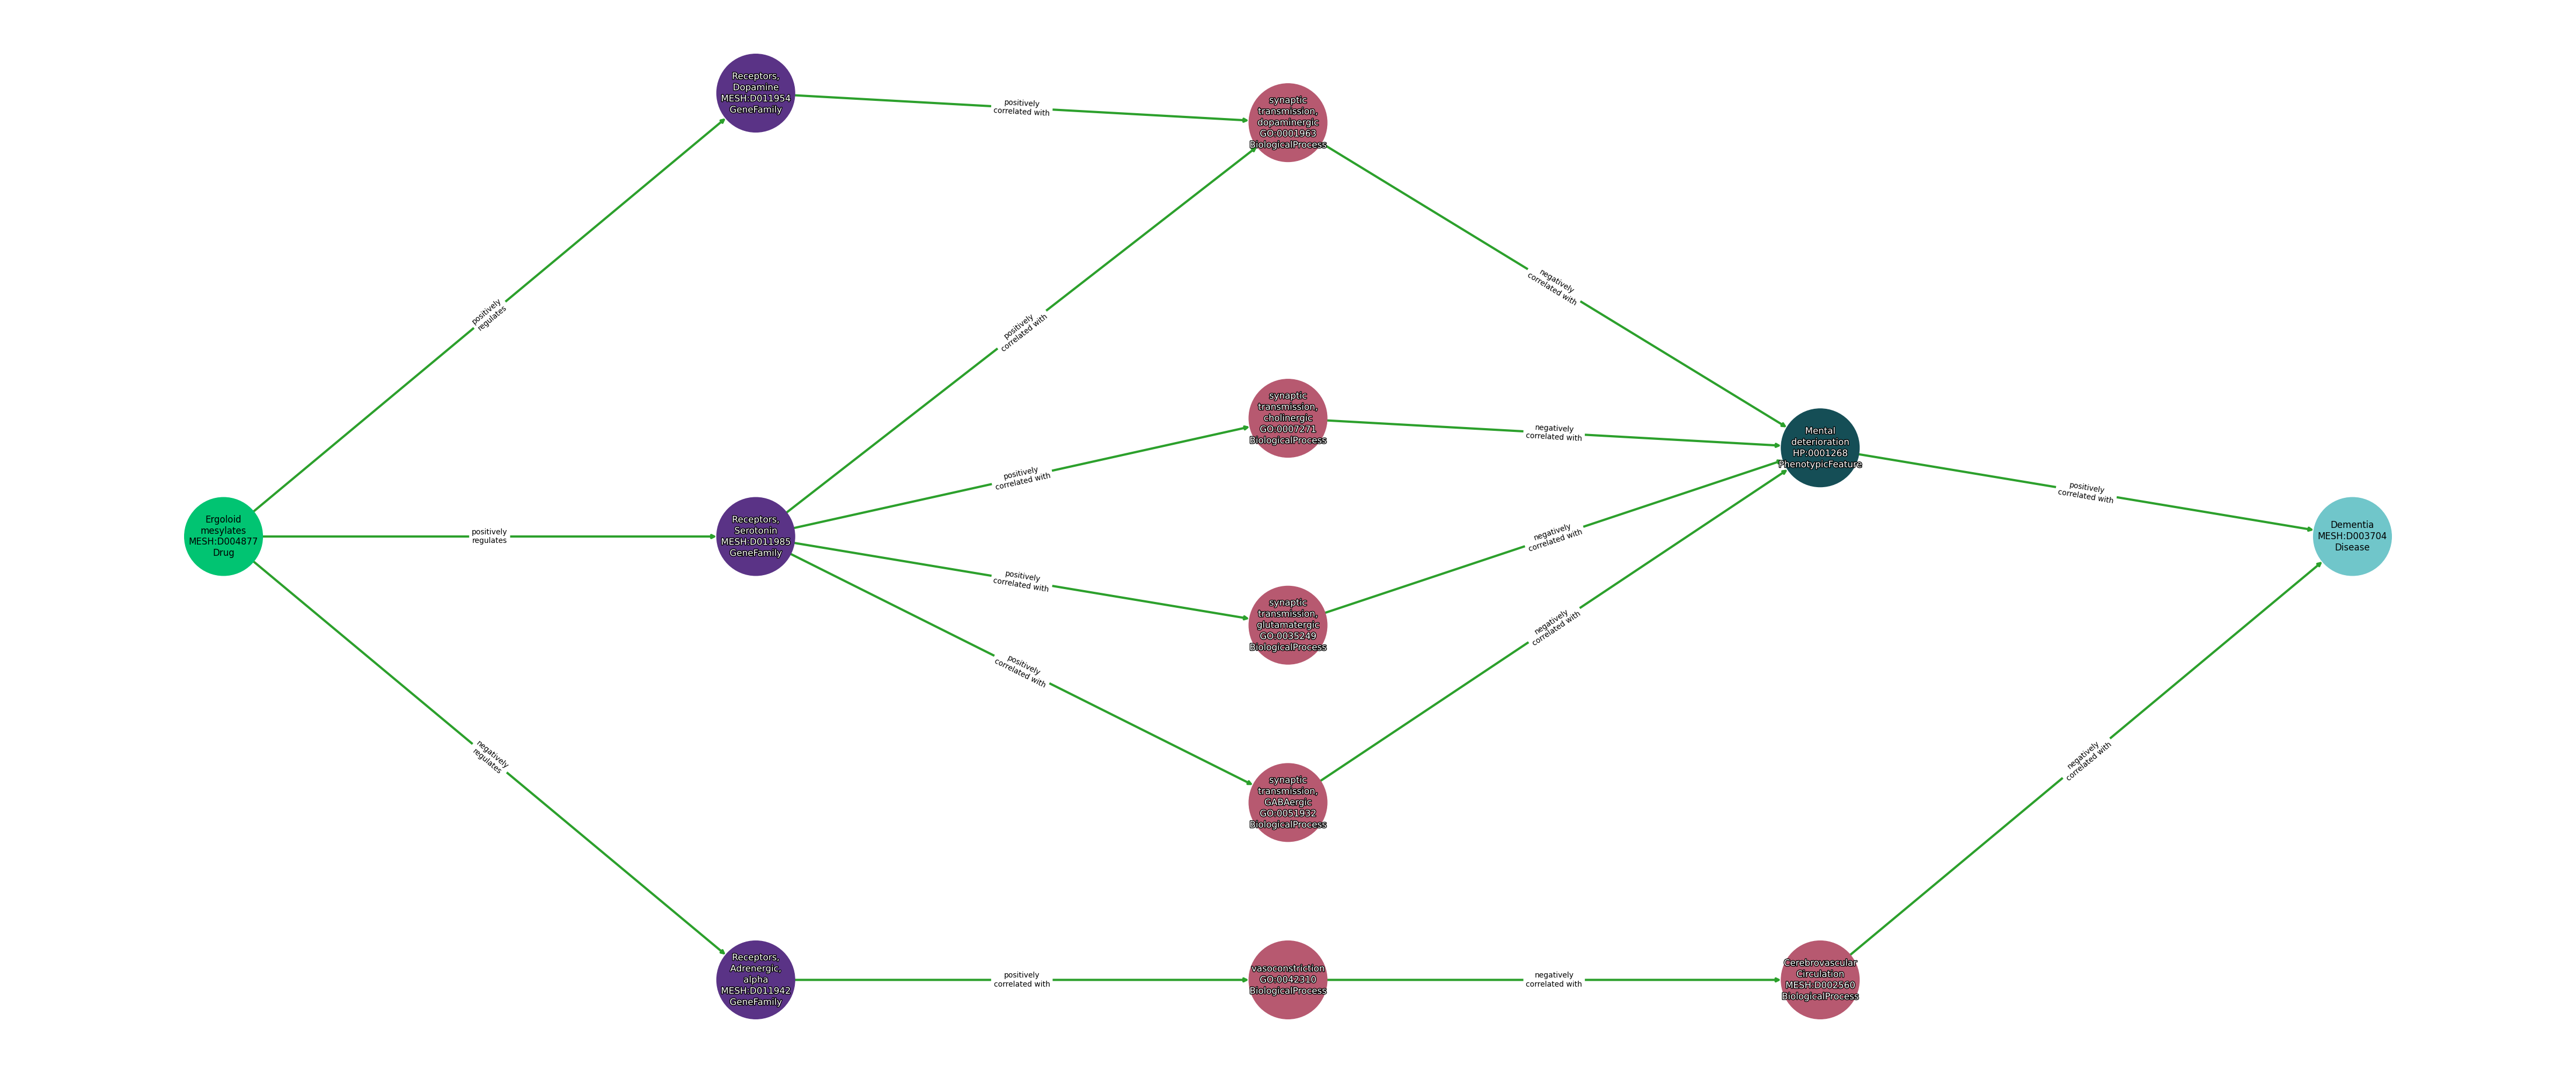 Receptors,
Dopamine
MESH:D011954
GeneFamily
positively
correlated with
synaptic
transmission,
dopaminergic
GO:0001963
BiologicalProcess
positively
regulates
positively
correlated with
negatively
correlated with
synaptic
transmission,
cholinergic
GO:0007271
BiologicalProcess
negatively
correlated with
Mental
deterioration
HP:0001268
PhenotypicFeature
positively
correlated with
positively
correlated with
Ergoloid
mesylates
MESH:D004877
Drug
positively
regulates
Receptors,
Serotonin
MESH:D011985
GeneFamily
negatively
correlated with
Dementia
MESH:D003704
Disease
positively
correlated with
synaptic
transmission,
glutamatergic
GO:0035249
BiologicalProcess
negatively
correlated with
positively
correlated with
negatively
regulates
synaptic
transmission,
GABAergic
GO:0051932
BiologicalProcess
negatively
correlated with
Receptors,
Adrenergic,
alpha
MESH:D011942
GeneFamily
positively
correlated with
vasoconstriction
GO:0042310
BiologicalProcess
negatively
correlated with
Cerebrovascular
Circulation
MESH:D002560
BiologicalProcess